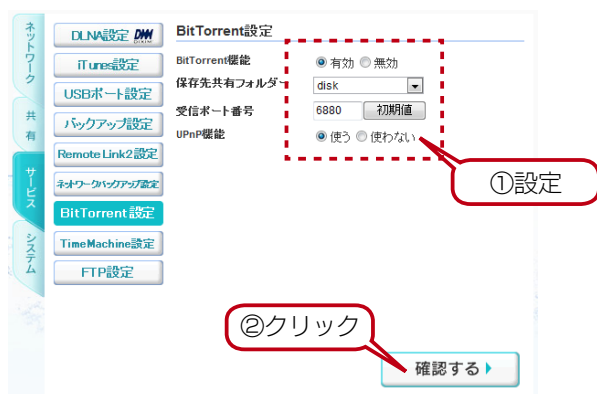 ネットワーク
共有
サービス
システム
DLNA設定
iTunes設定
USBポート設定
バックアップ設定
Remote Link2設定
ネットワークバックアップ設定
BitTorrent設定
TimeMachine設定
FTP設定
BitTorrent設定
BitTorrent機能 有効 無効
保存先共有フォルダー disk
受信ポート番号 6880 初期値
UPnP機能 使う 使わない
①設定
②クリック
確認する